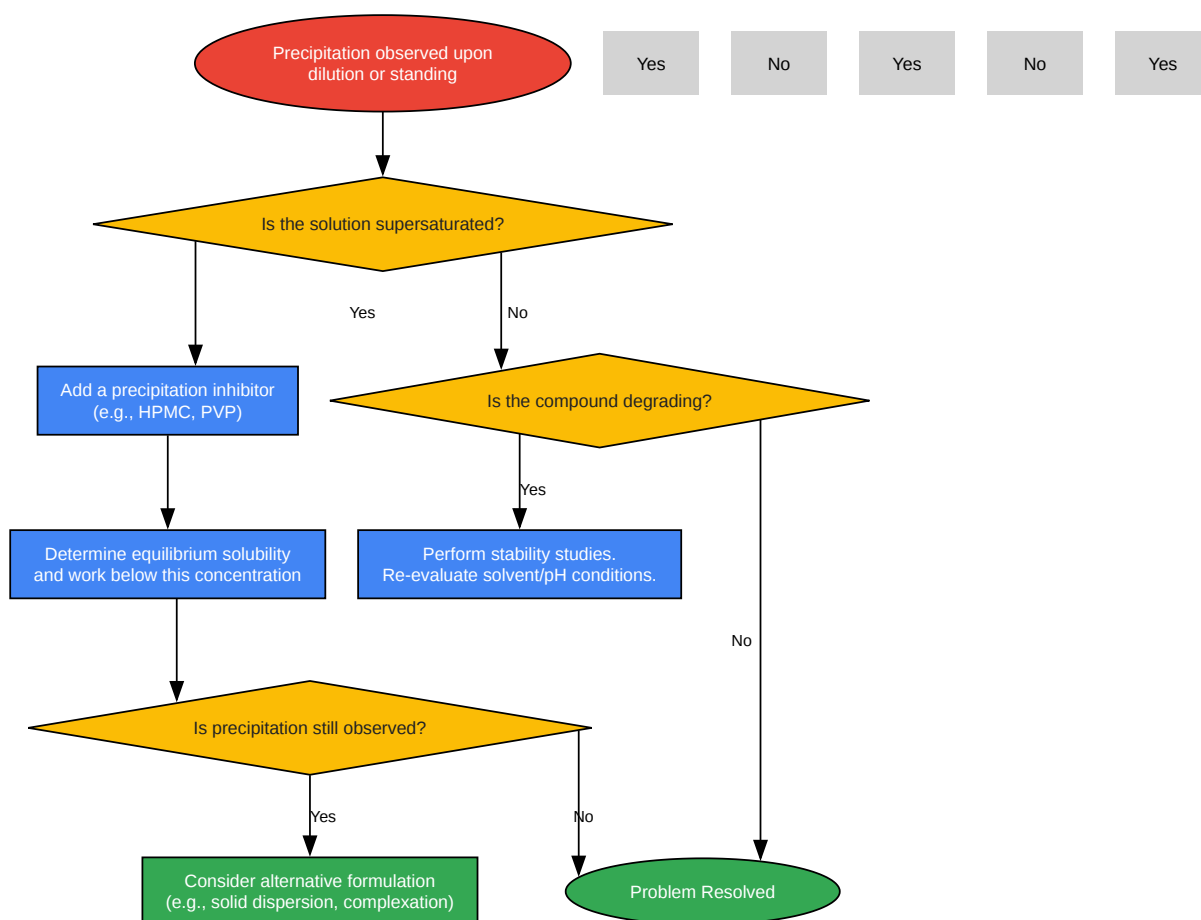 Precipitation observed upon
dilution or standing
Yes
No
Yes
No
Yes
Is the solution supersaturated?
Yes
No
Add a precipitation inhibitor
(e.g., HPMC, PVP)
Is the compound degrading?
Yes
Determine equilibrium solubility
and work below this concentration
Perform stability studies.
Re-evaluate solvent/pH conditions.
No
Is precipitation still observed?
Yes
No
Consider alternative formulation
(e.g., solid dispersion, complexation)
Problem Resolved